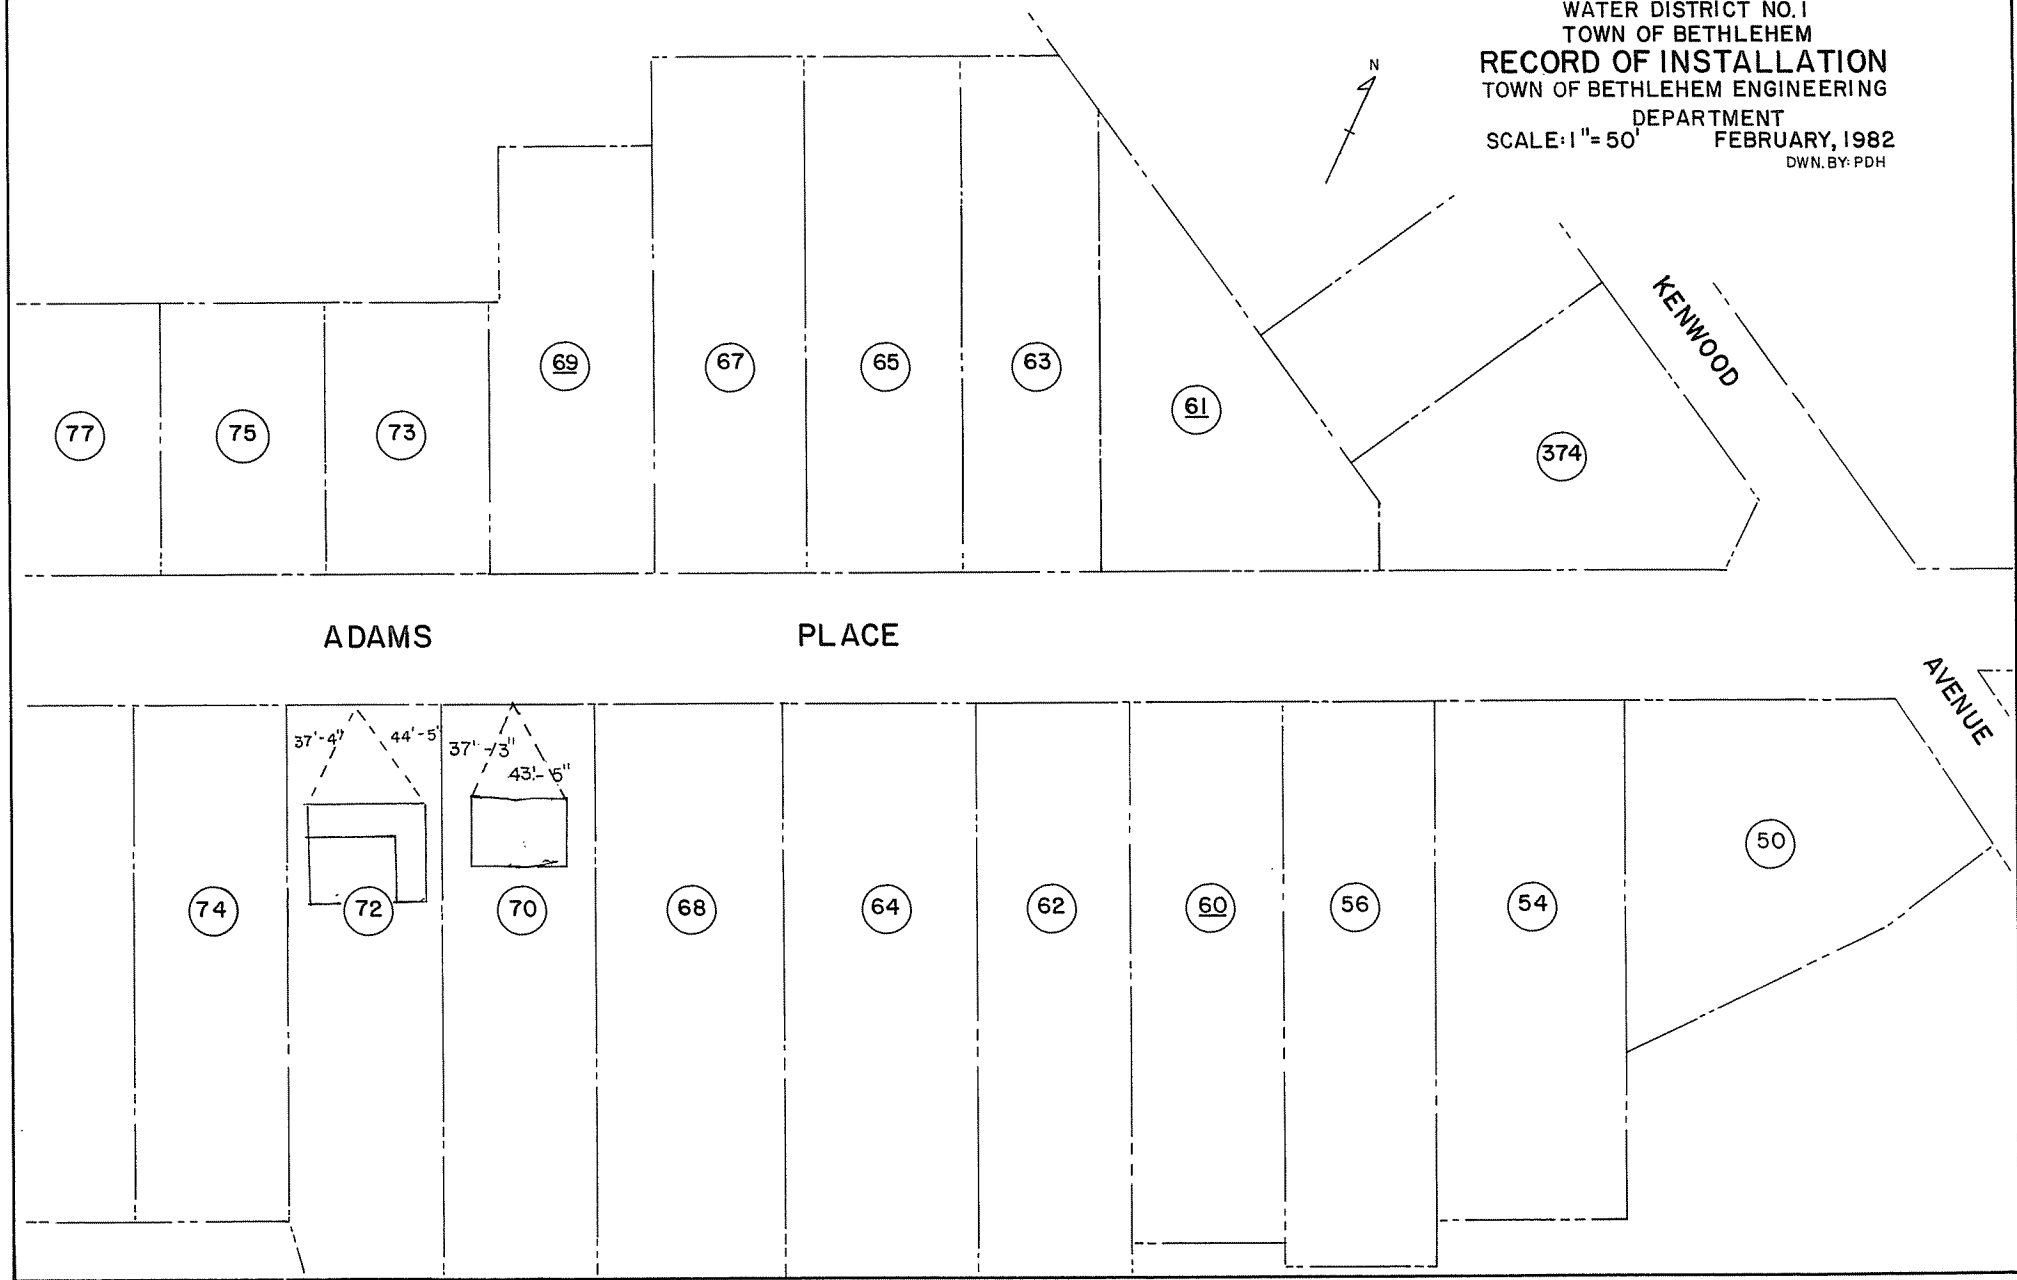 WATER DISTRICT NO. 1
TOWN OF BETHLEHEM
RECORD OF INSTALLATION
TOWN OF BETHLEHEM ENGINEERING
DEPARTMENT
SCALE: 1"=50' FEBRUARY, 1982
DWN. BY: PDH
N
KENWOOD
69 67 65 63
61
77 75 73
374
ADAMS PLACE
AVENUE
37'-4" 44'-5" 37'-3"
43'-5"
50
74 72 70 68 64 62 60 56 54